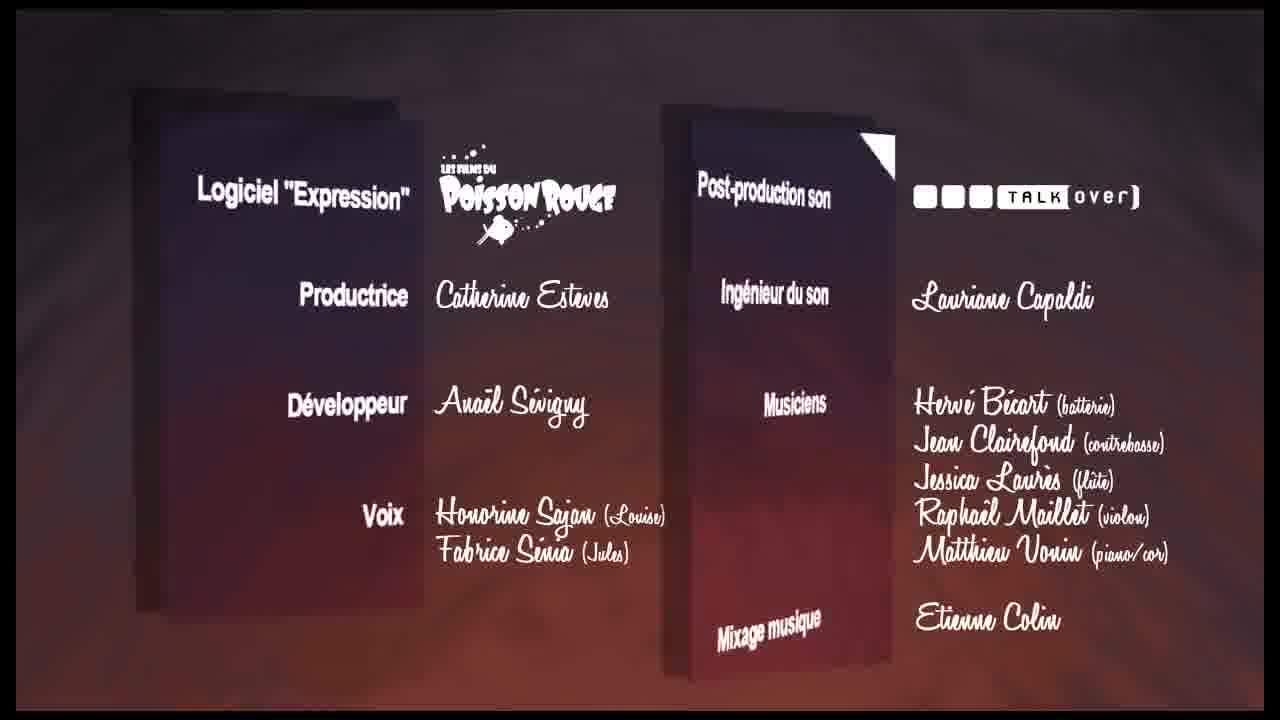 Logiciel "Expression"
LES FILMS DU
POISSON ROUGE
Productrice
Catherine Esteves
Développeur
Anaël Sévigny
Voix
Honorine Sajan (Louise)
Fabrice Sénia (Jules)
Post-production son
TALK over)
Ingénieur du son
Lauriane Capaldi
Musiciens
Hervé Bécart (batterie)
Jean Clairefond (contrebasse)
Jessica Laurès (flûte)
Raphaël Maillet (violon)
Matthieu Vonin (piano/cor)
Mixage musique
Etienne Colin